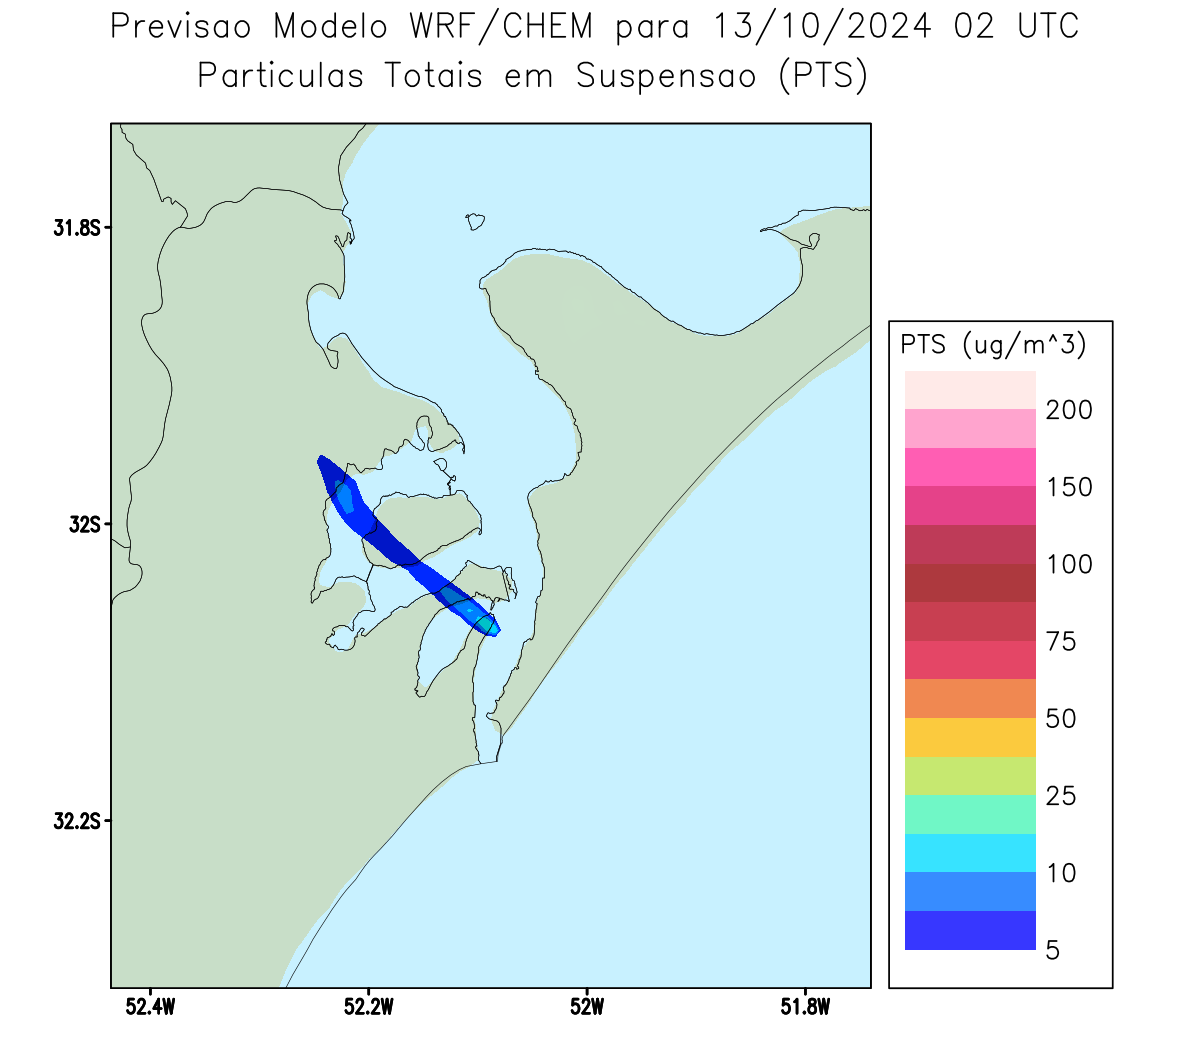 Previsao Modelo WRF/CHEM para 13/10/2024 02 UTC
Particulas Totais em Suspensao (PTS)
31.8S
32S
32.2S
52.4W
52.2W
52W
51.8W
PTS (ug/m^3)
200
150
100
75
50
25
10
5